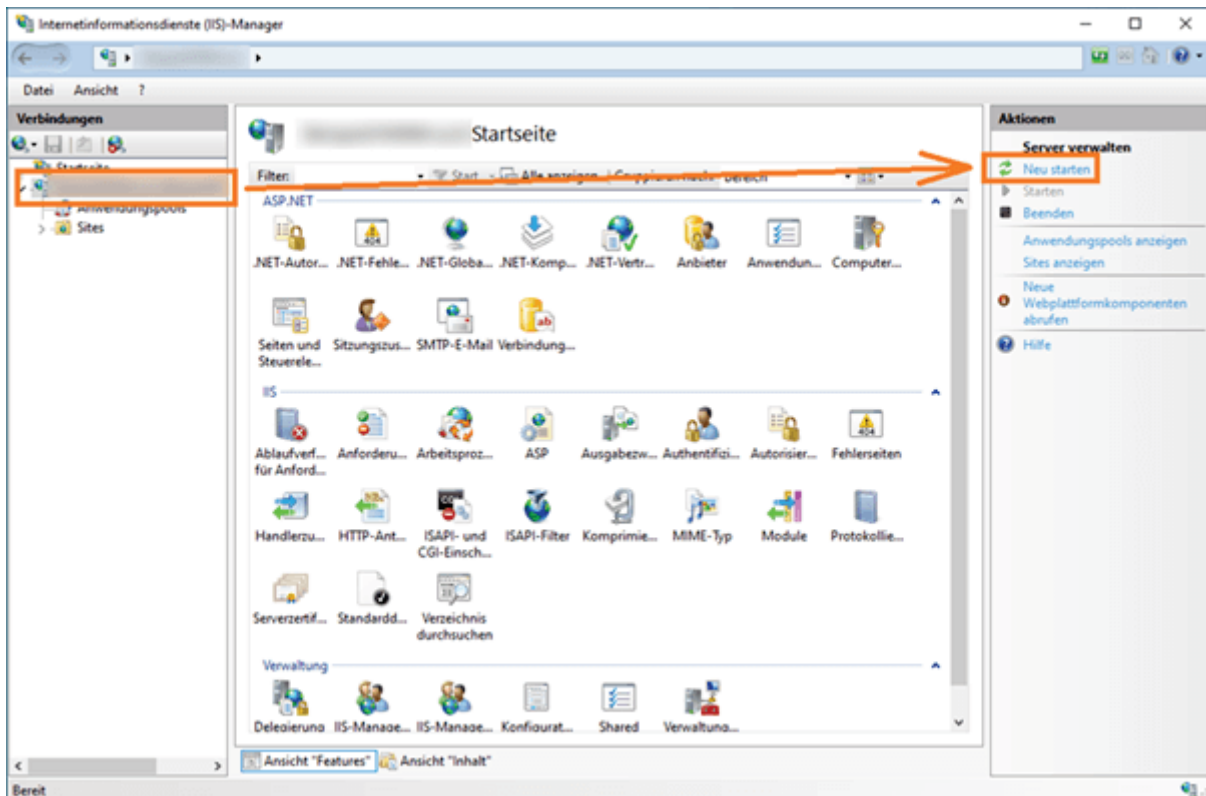 Internetinformationsdienste (IIS)-Manager
Datei Ansicht ?
Verbindungen
Startseite
Anwendungspools
Sites
Startseite
Filter: Start Alle anzeigen Gruppieren nach: Bereich
ASP.NET
.NET-Autor... .NET-Fehle... .NET-Globa... .NET-Komp... .NET-Vertr... Anbieter Anwendun... Computer...
Seiten und Sitzungszus... SMTP-E-Mail Verbindung...
Steuerele...
IIS
Ablaufverf... Anforderu... Arbeitsproz... ASP Ausgabezw... Authentifizi... Autorisier... Fehlerseiten
für Anford...
Handlerzu... HTTP-Ant... ISAPI- und ISAPI-Filter Komprimie... MIME-Typ Module Protokollie...
CGI-Einsch...
Serverzertif... Standardd... Verzeichnis
durchsuchen
Verwaltung
Delegierung IIS-Manage... IIS-Manage... Konfigurat... Shared Verwaltung...
Ansicht "Features" Ansicht "Inhalt"
Aktionen
Server verwalten
Neu starten
Starten
Beenden
Anwendungspools anzeigen
Sites anzeigen
Neue
Webplattformkomponenten
abrufen
Hilfe
Bereit